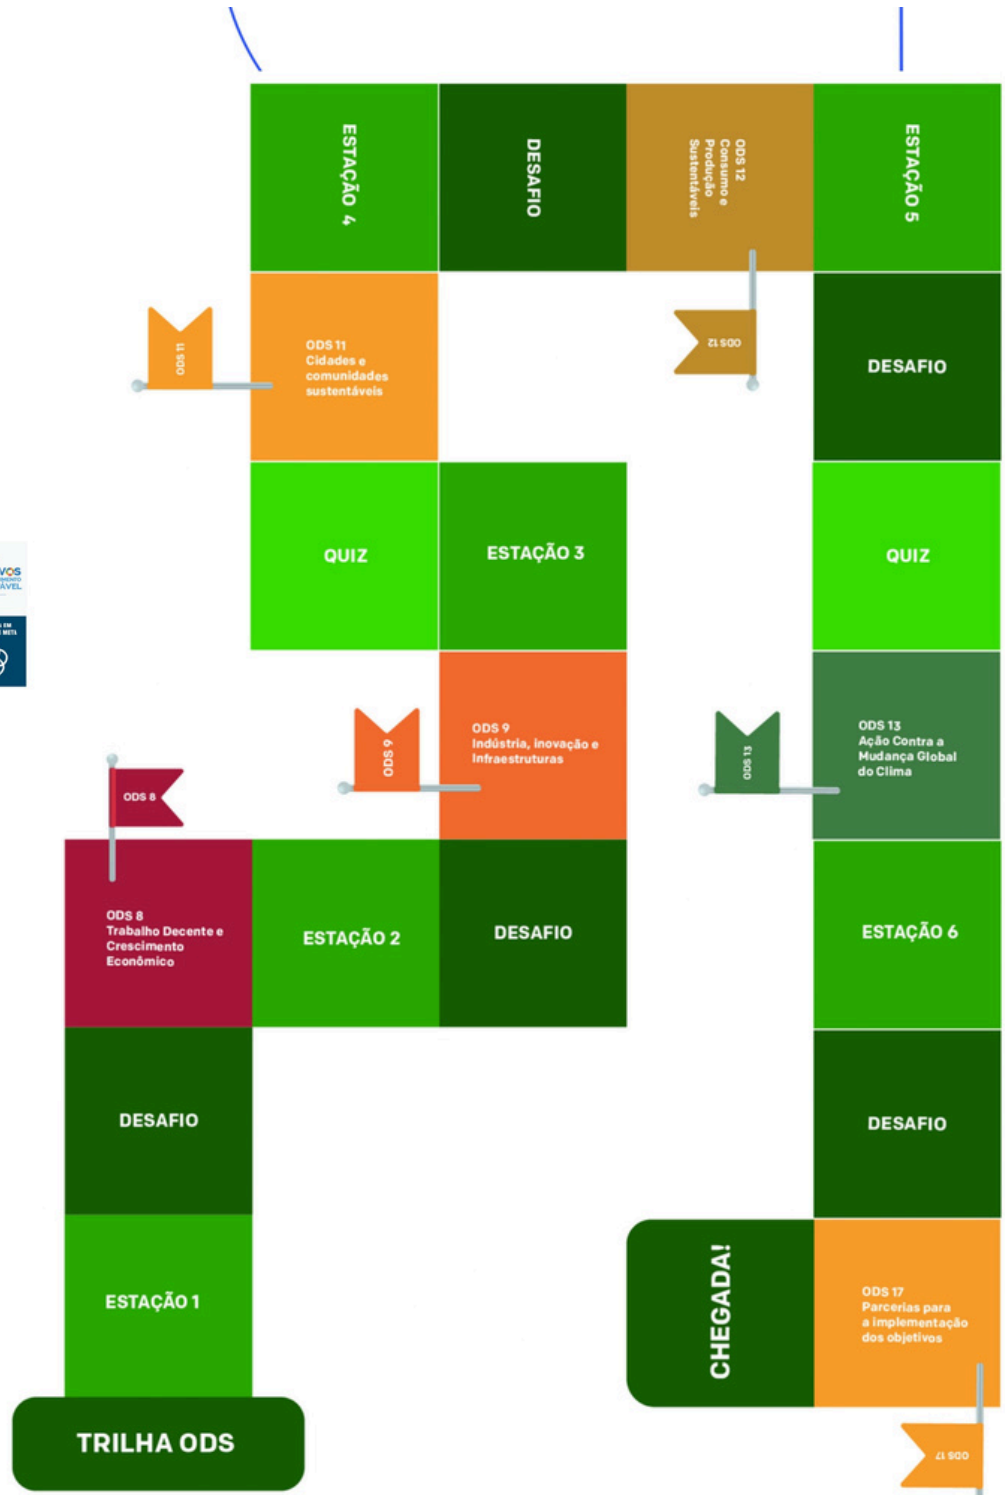 ESTAÇÃO 4
DESAFIO
ODS 12
Consumo e
Produção
Sustentáveis
ESTAÇÃO 5
ODS 11
ODS 11
Cidades e
comunidades
sustentáveis
ODS 12
DESAFIO
QUIZ
ESTAÇÃO 3
QUIZ
VOS
ÁVEL
META
ODS 9
ODS 9
Indústria, inovação e
Infraestruturas
ODS 13
ODS 13
Ação Contra a
Mudança Global
do Clima
ODS 8
ODS 8
Trabalho Decente e
Crescimento
Econômico
ESTAÇÃO 2
DESAFIO
ESTAÇÃO 6
DESAFIO
DESAFIO
ESTAÇÃO 1
CHEGADA!
ODS 17
Parcerias para
a implementação
dos objetivos
TRILHA ODS
ODS 17